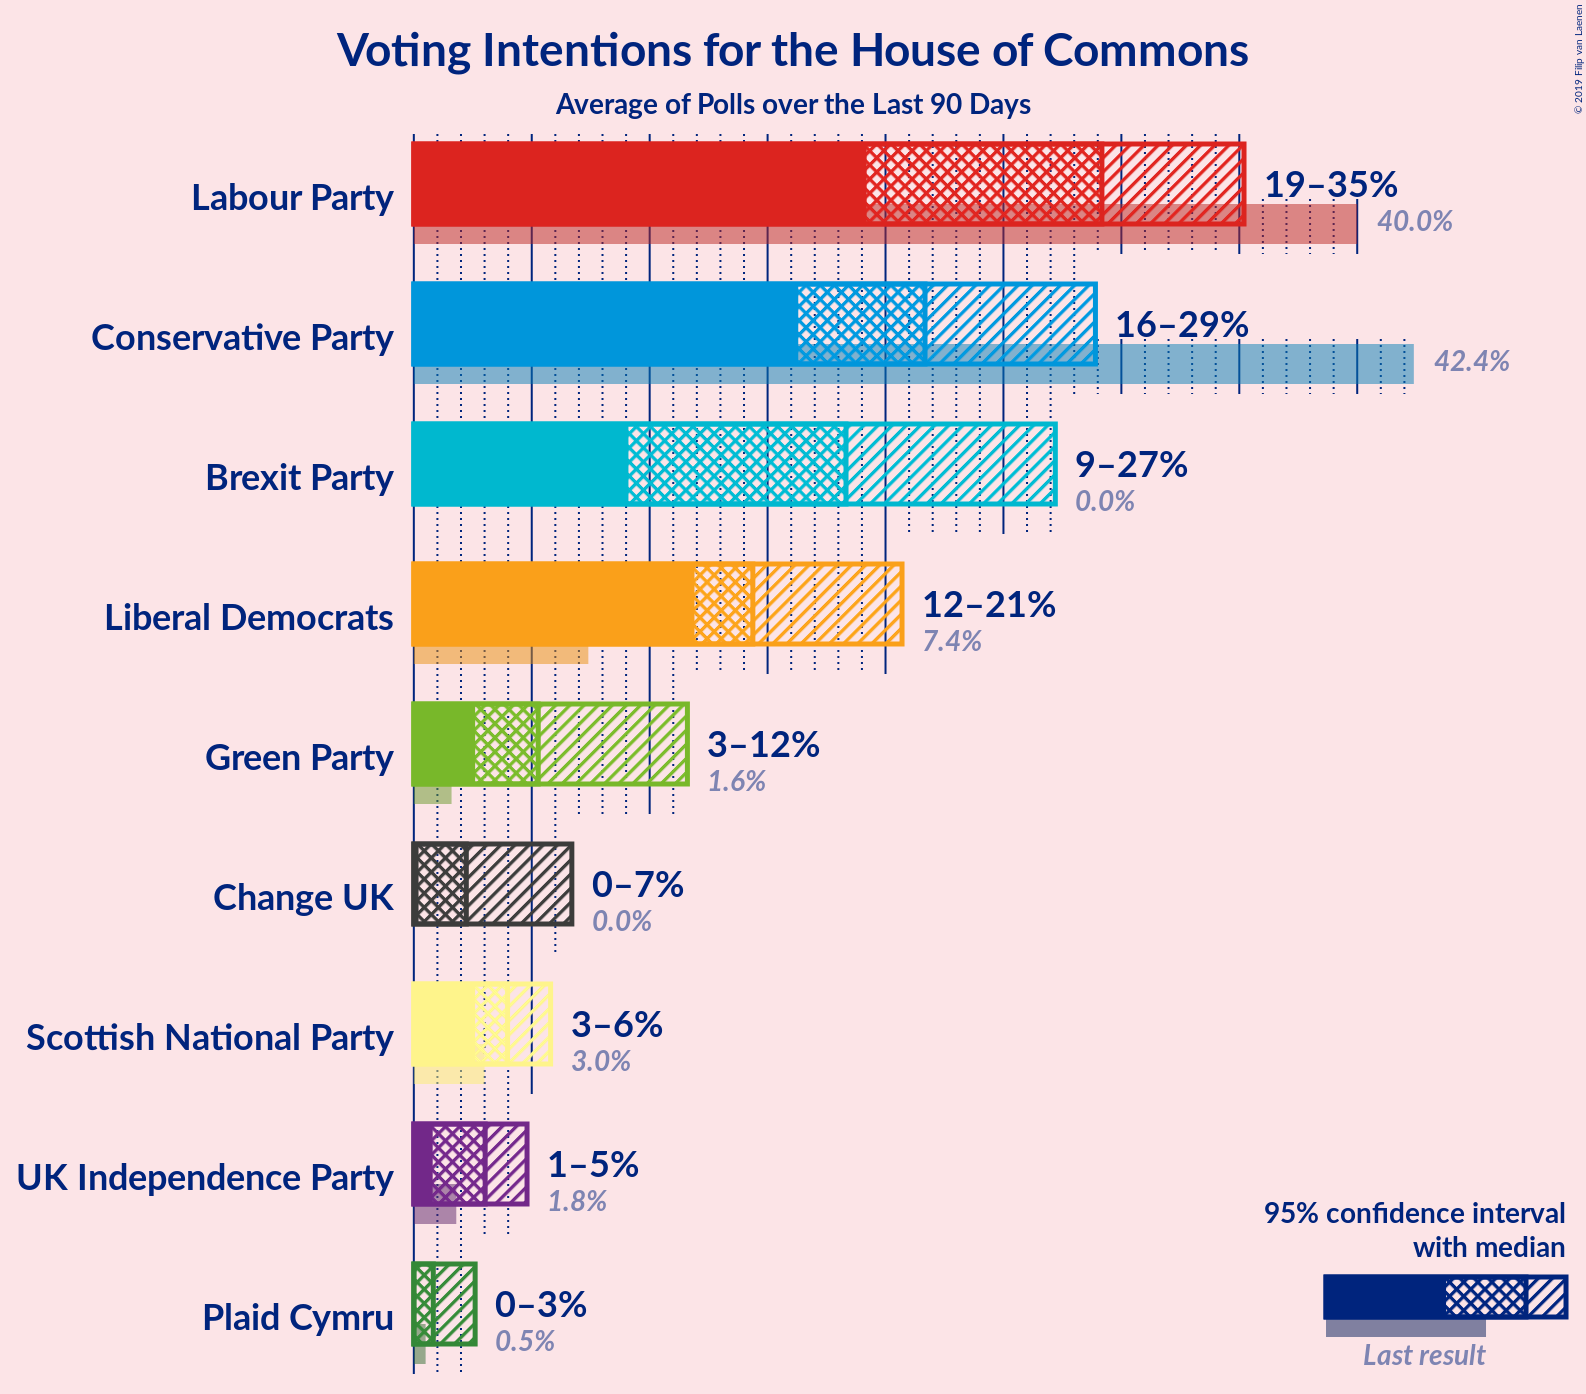 Voting Intentions for the House of Commons
Average of Polls over the Last 90 Days
© 2019 Filip van Laenen
Labour Party
19–35%
40.0%
Conservative Party
16–29%
42.4%
Brexit Party
9–27%
0.0%
Liberal Democrats
12–21%
7.4%
Green Party
3–12%
1.6%
Change UK
0–7%
0.0%
Scottish National Party
3–6%
3.0%
UK Independence Party
1–5%
1.8%
Plaid Cymru
0–3%
0.5%
95% confidence interval
with median
Last result